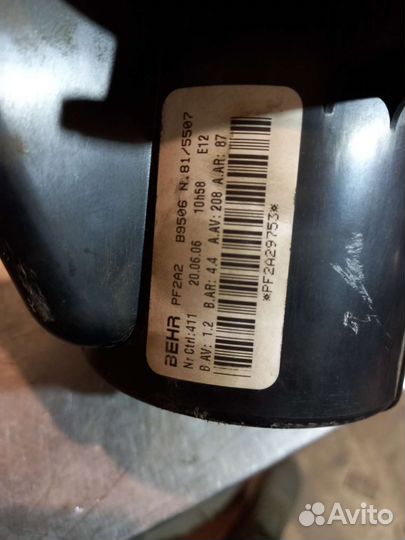 BEHR PF2A2 B9506 N.81/5507
Nr Ctrl:411 20.06.06 10h58 E12
B.AV: 1.2 B.AR: 4.4 A.AV: 208 A.AR: 87
*PF2A29753*
Avito